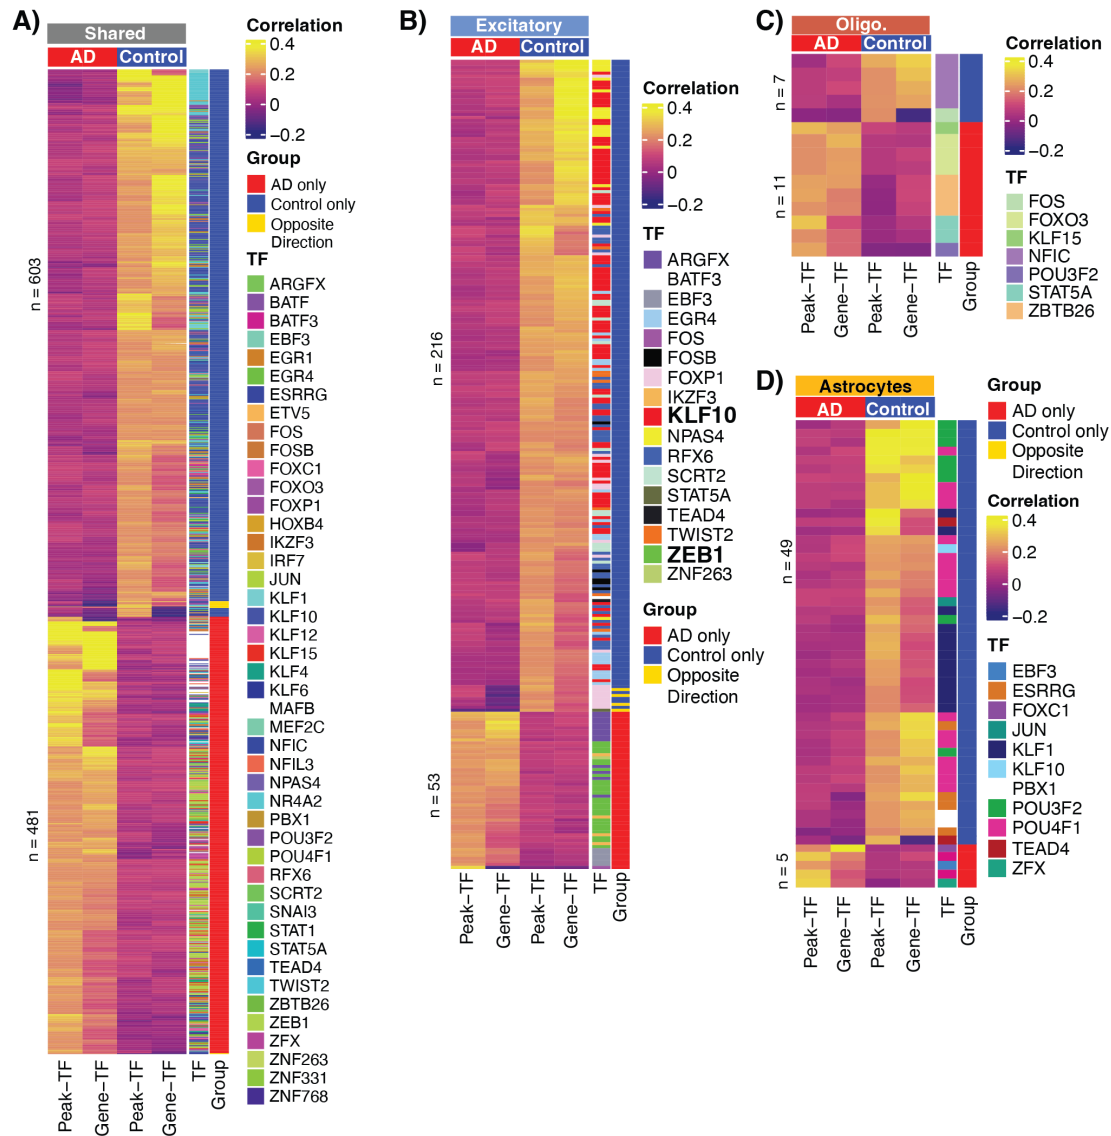 A)
Shared
AD Control
n = 603
n = 481
Peak−TF
Gene−TF
Peak−TF
Gene−TF
TF
Group
Correlation
0.4
0.2
0
−0.2
Group
AD only
Control only
Opposite
Direction
TF
ARGFX
BATF
BATF3
EBF3
EGR1
EGR4
ESRRG
ETV5
FOS
FOSB
FOXC1
FOXO3
FOXP1
HOXB4
IKZF3
IRF7
JUN
KLF1
KLF10
KLF12
KLF15
KLF4
KLF6
MAFB
MEF2C
NFIC
NFIL3
NPAS4
NR4A2
PBX1
POU3F2
POU4F1
RFX6
SCRT2
SNAI3
STAT1
STAT5A
TEAD4
TWIST2
ZBTB26
ZEB1
ZFX
ZNF263
ZNF331
ZNF768
B)
Excitatory
AD Control
n = 216
n = 53
Peak−TF
Gene−TF
Peak−TF
Gene−TF
TF
Group
Correlation
0.4
0.2
0
−0.2
TF
ARGFX
BATF3
EBF3
EGR4
FOS
FOSB
FOXP1
IKZF3
KLF10
NPAS4
RFX6
SCRT2
STAT5A
TEAD4
TWIST2
ZEB1
ZNF263
Group
AD only
Control only
Opposite
Direction
C)
Oligo.
AD Control
n = 7
n = 11
Peak−TF
Gene−TF
Peak−TF
Gene−TF
TF
Group
Correlation
0.4
0.2
0
−0.2
TF
FOS
FOXO3
KLF15
NFIC
POU3F2
STAT5A
ZBTB26
D)
Astrocytes
AD Control
n = 49
n = 5
Peak−TF
Gene−TF
Peak−TF
Gene−TF
TF
Group
Group
AD only
Control only
Opposite
Direction
Correlation
0.4
0.2
0
−0.2
TF
EBF3
ESRRG
FOXC1
JUN
KLF1
KLF10
PBX1
POU3F2
POU4F1
TEAD4
ZFX